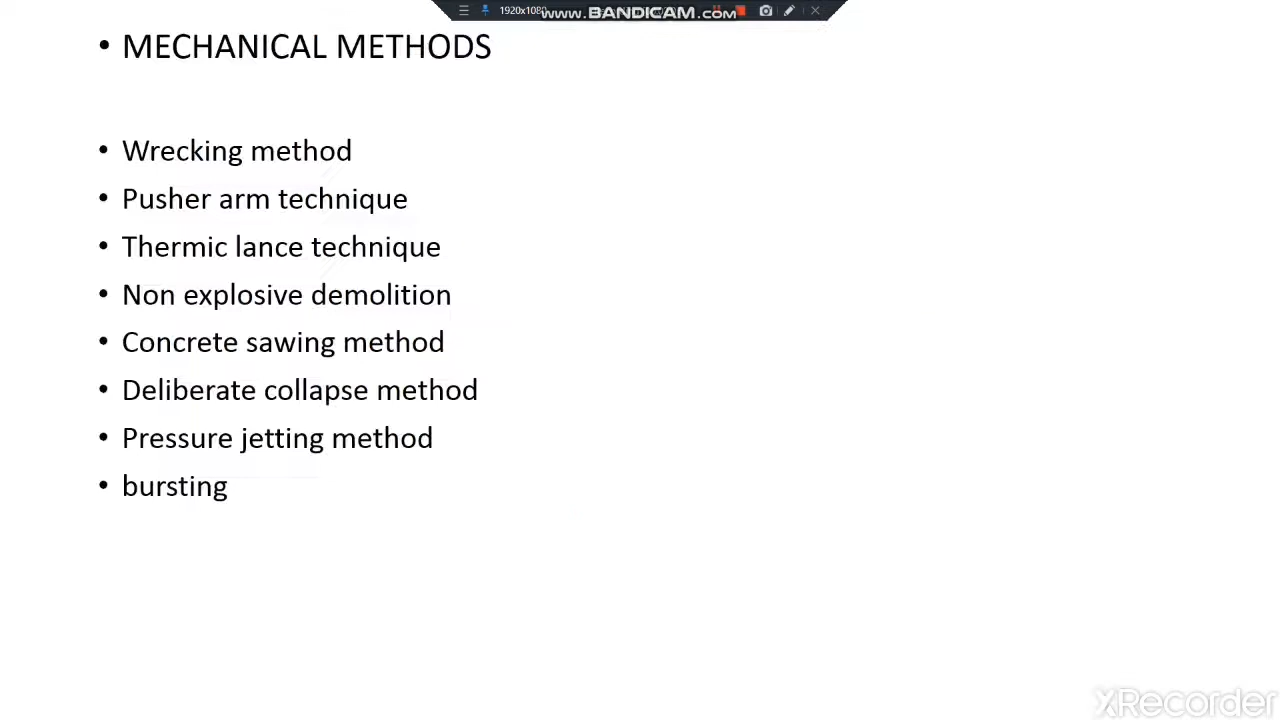 1920x1080
www.BANDICAM.com
• MECHANICAL METHODS
• Wrecking method
• Pusher arm technique
• Thermic lance technique
• Non explosive demolition
• Concrete sawing method
• Deliberate collapse method
• Pressure jetting method
• bursting
XRecorder